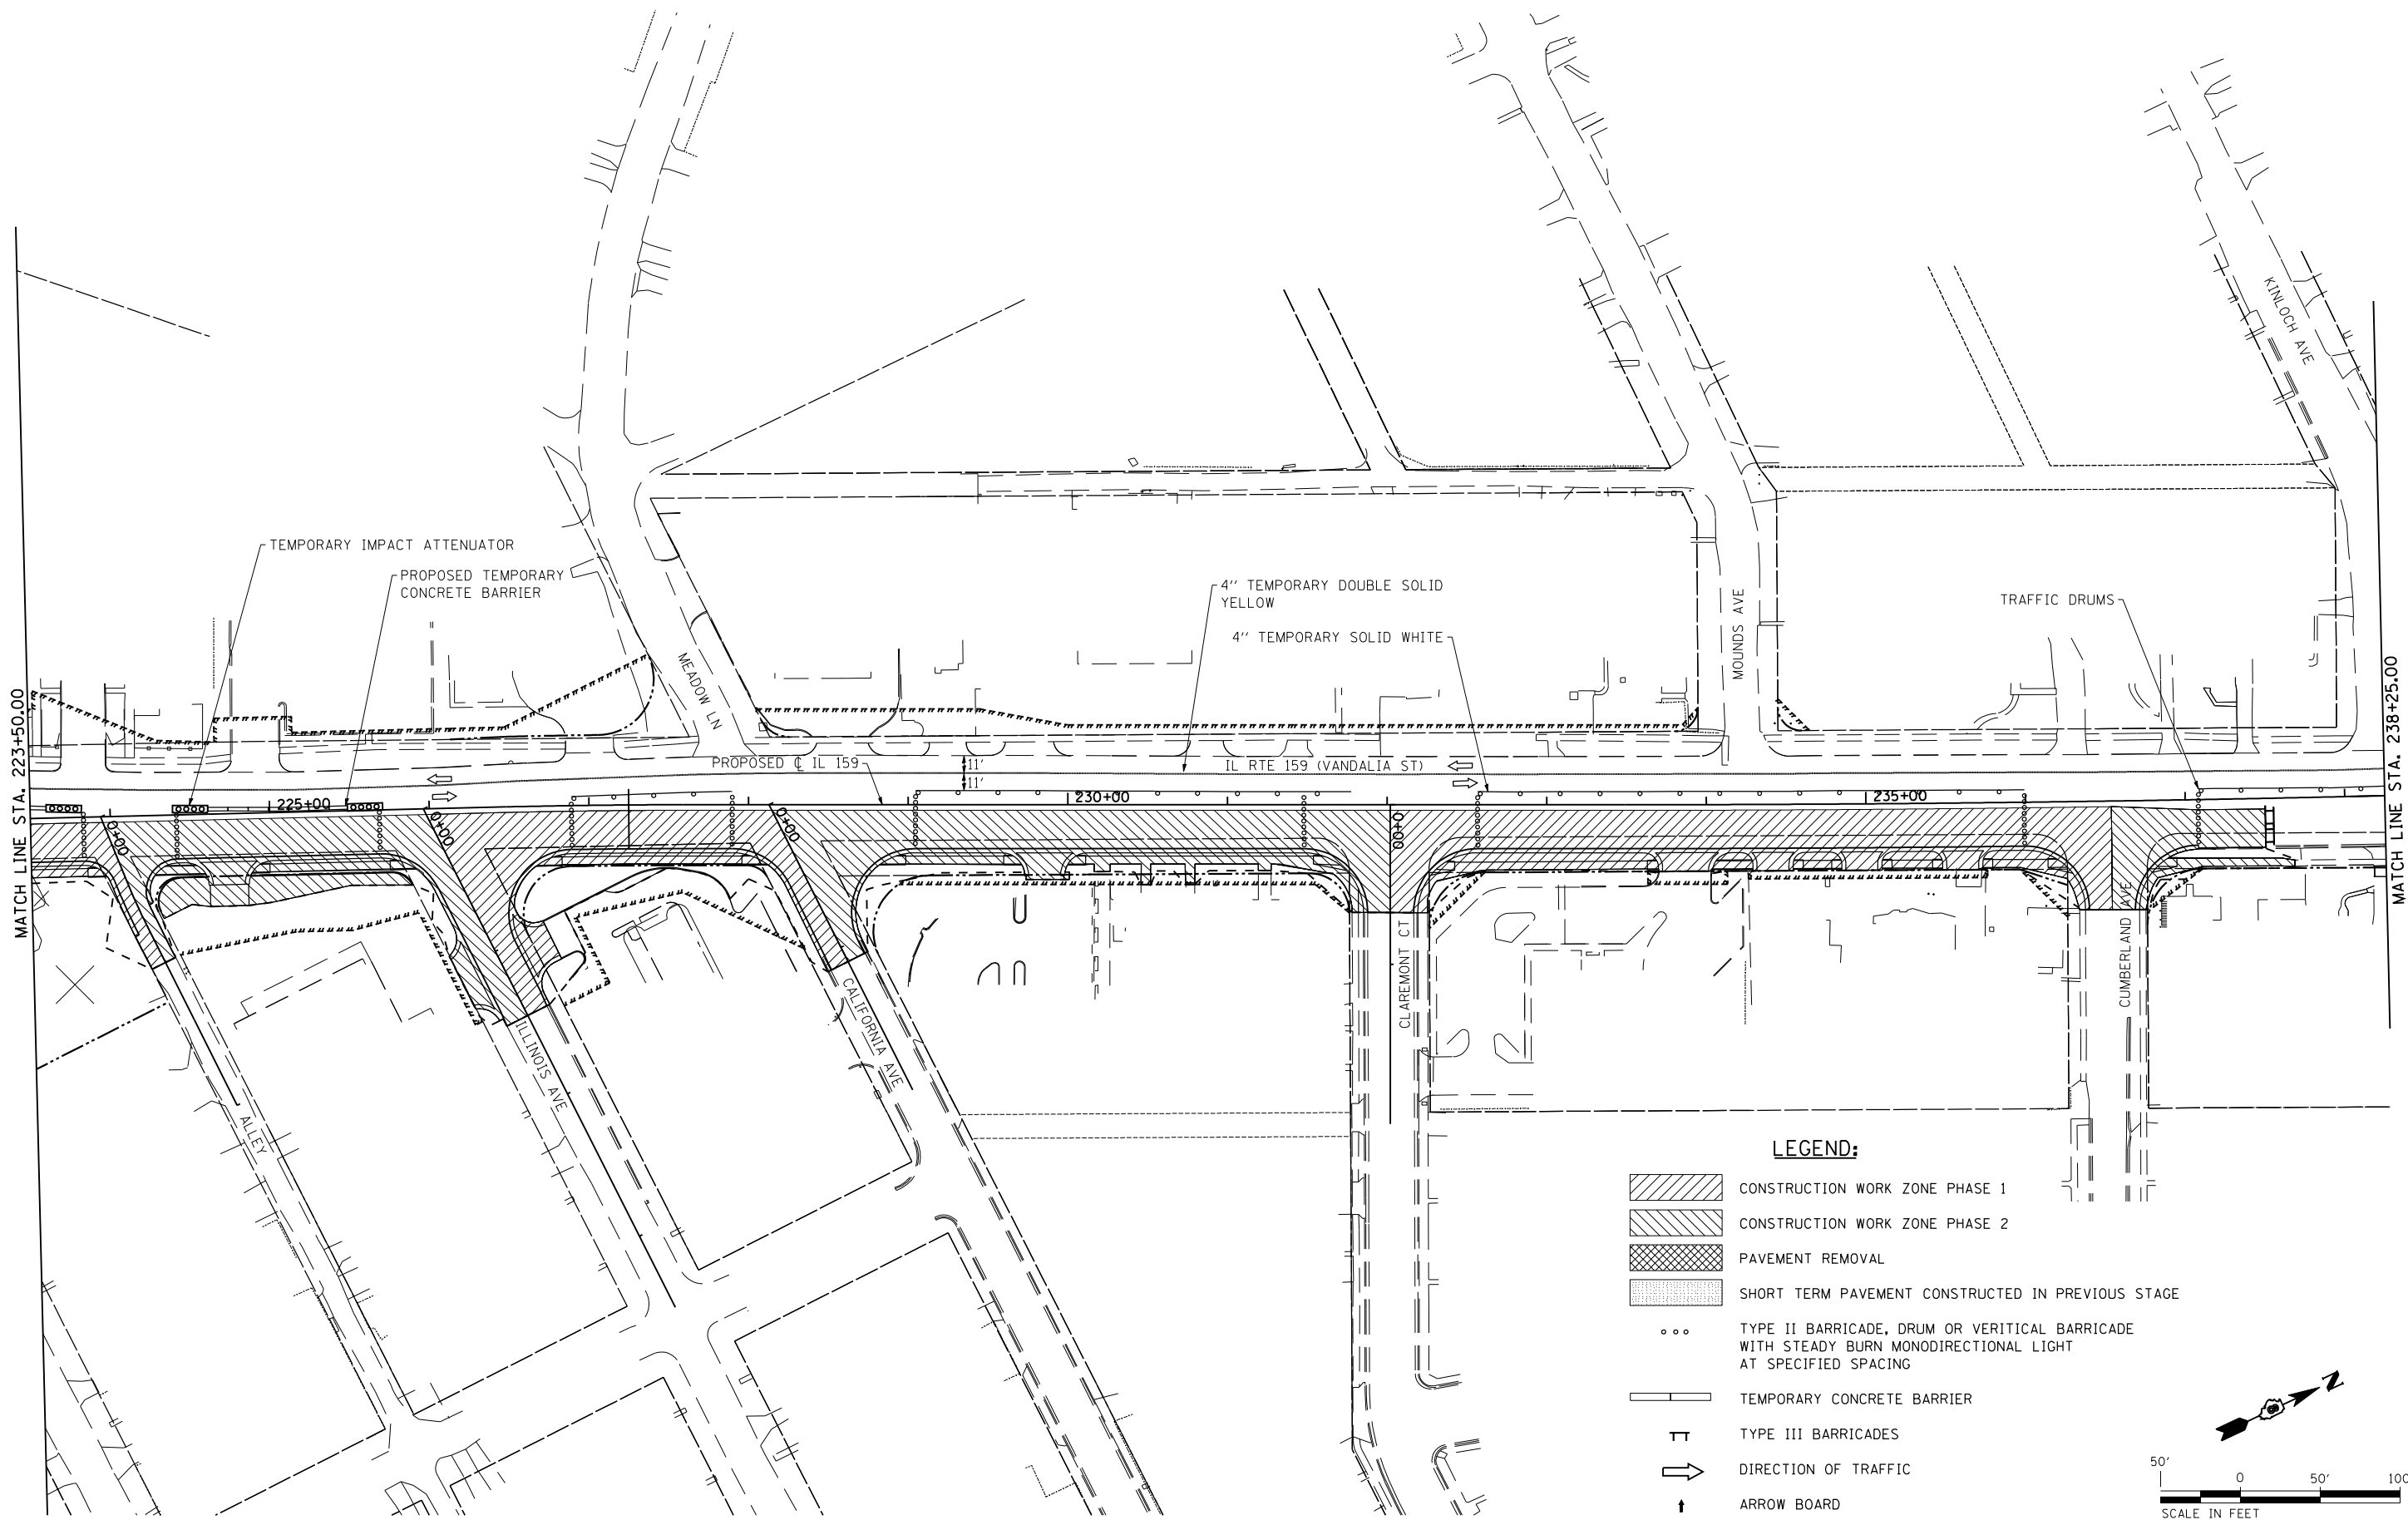 KINLOCH AVE
TEMPORARY IMPACT ATTENUATOR
PROPOSED TEMPORARY
CONCRETE BARRIER
4'' TEMPORARY DOUBLE SOLID
YELLOW
4'' TEMPORARY SOLID WHITE
TRAFFIC DRUMS
MOUNDS AVE
MEADOW LN
MATCH LINE STA. 223+50.00
MATCH LINE STA. 238+25.00
PROPOSED ℄ IL 159
11'
11'
IL RTE 159 (VANDALIA ST)
225+00
230+00
235+00
0+00
0+00
0+00
0+00
ALLEY
ILLINOIS AVE
CALIFORNIA AVE
CLAREMONT CT
CUMBERLAND AVE
LEGEND:
CONSTRUCTION WORK ZONE PHASE 1
CONSTRUCTION WORK ZONE PHASE 2
PAVEMENT REMOVAL
SHORT TERM PAVEMENT CONSTRUCTED IN PREVIOUS STAGE
TYPE II BARRICADE, DRUM OR VERITICAL BARRICADE
WITH STEADY BURN MONODIRECTIONAL LIGHT
AT SPECIFIED SPACING
TEMPORARY CONCRETE BARRIER
TYPE III BARRICADES
DIRECTION OF TRAFFIC
ARROW BOARD
N
50' 0 50' 100
SCALE IN FEET